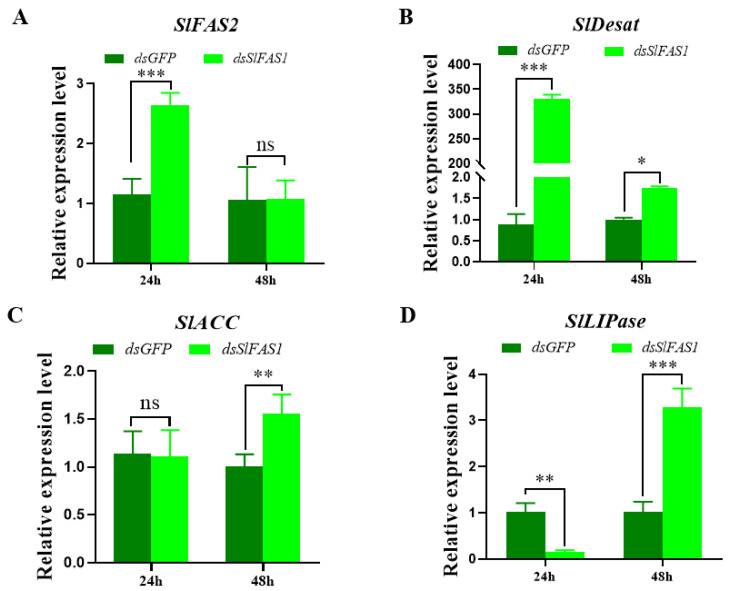 A
SlFAS2
dsGFP dsSlFAS1
Relative expression level
3
2
1
0
***
ns
24h 48h
B
SlDesat
dsGFP dsSlFAS1
Relative expression level
400
350
300
250
200
2.0
1.5
1.0
0.5
0.0
***
*
24h 48h
C
SlACC
dsGFP dsSlFAS1
Relative expression level
2.0
1.5
1.0
0.5
0.0
ns
**
24h 48h
D
SlLIPase
dsGFP dsSlFAS1
Relative expression level
4
3
2
1
0
**
***
24h 48h